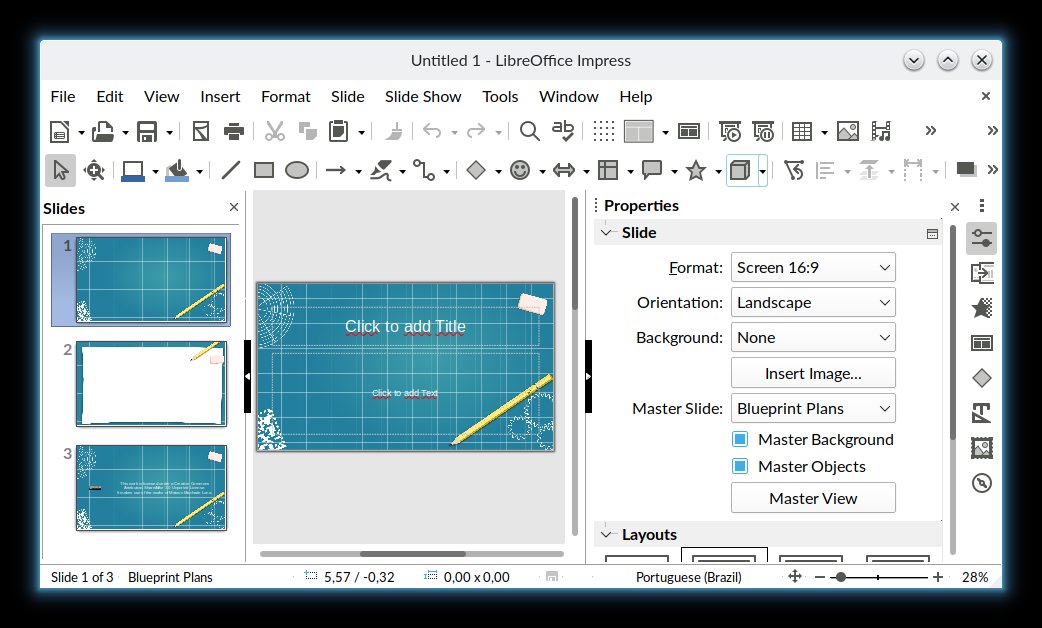 Untitled 1 - LibreOffice Impress
File Edit View Insert Format Slide Slide Show Tools Window Help
Slides
1
2
3
Click to add Title
Click to add Text
Properties
Slide
Format: Screen 16:9
Orientation: Landscape
Background: None
Insert Image...
Master Slide: Blueprint Plans
Master Background
Master Objects
Master View
Layouts
Slide 1 of 3 Blueprint Plans 5,57 / -0,32 0,00 x 0,00 Portuguese (Brazil) 28%